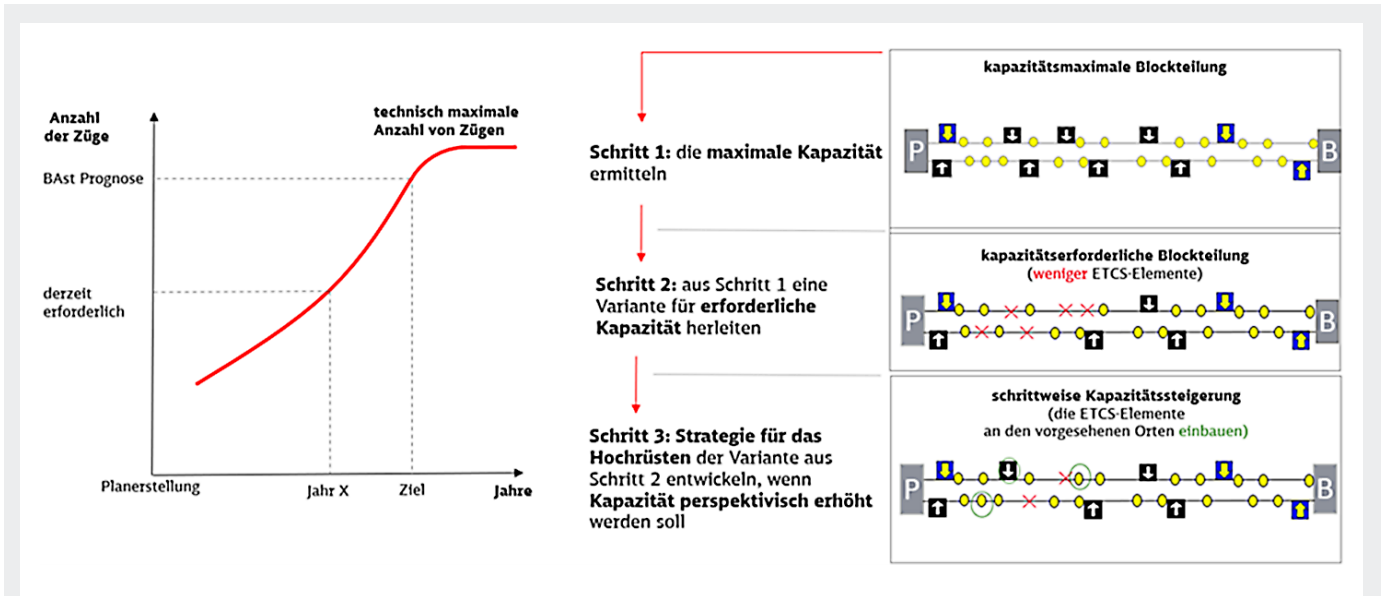 Anzahl
der Züge
technisch maximale
Anzahl von Zügen
BAst Prognose
derzeit
erforderlich
Planerstellung
Jahr X
Ziel
Jahre
Schritt 1: die maximale Kapazität
ermitteln
Schritt 2: aus Schritt 1 eine
Variante für erforderliche
Kapazität herleiten
Schritt 3: Strategie für das
Hochrüsten der Variante aus
Schritt 2 entwickeln, wenn
Kapazität perspektivisch erhöht
werden soll
kapazitätsmaximale Blockteilung
P
B
kapazitätserforderliche Blockteilung
(weniger ETCS-Elemente)
P
B
schrittweise Kapazitätssteigerung
(die ETCS-Elemente
an den vorgesehenen Orten einbauen)
P
B